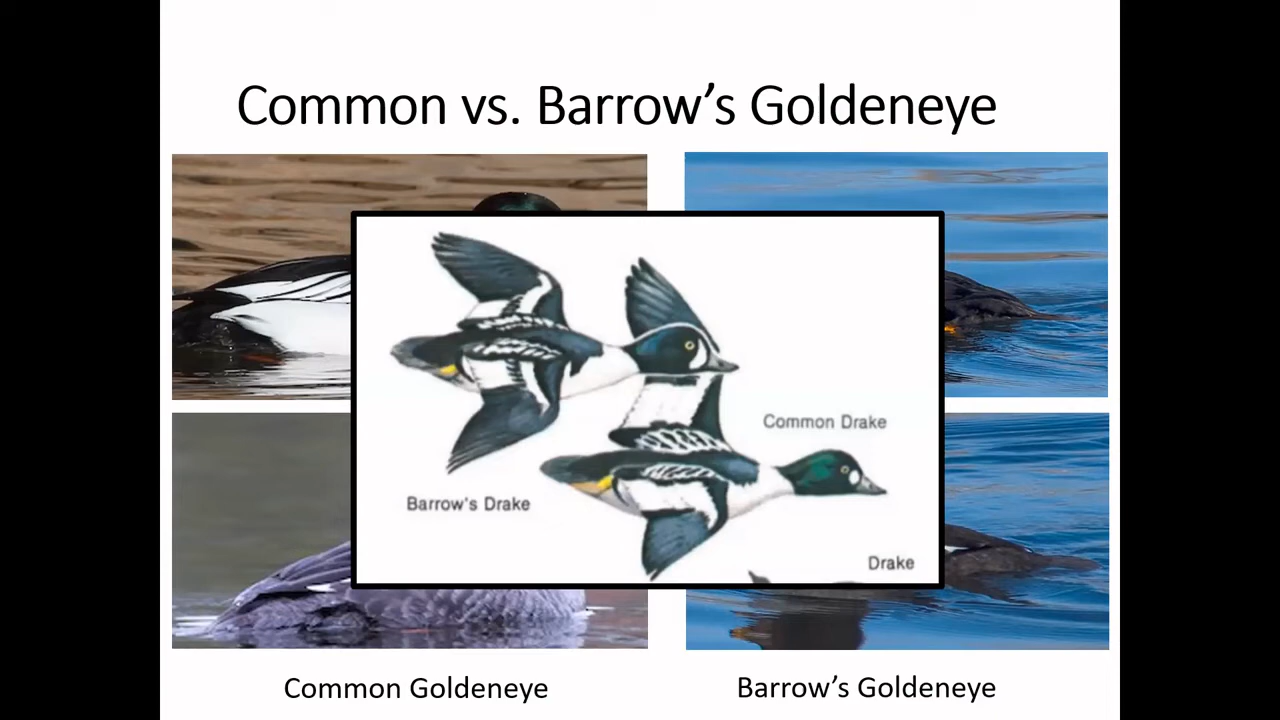 Common vs. Barrow's Goldeneye
Common Drake
Barrow's Drake
Drake
Common Goldeneye
Barrow's Goldeneye